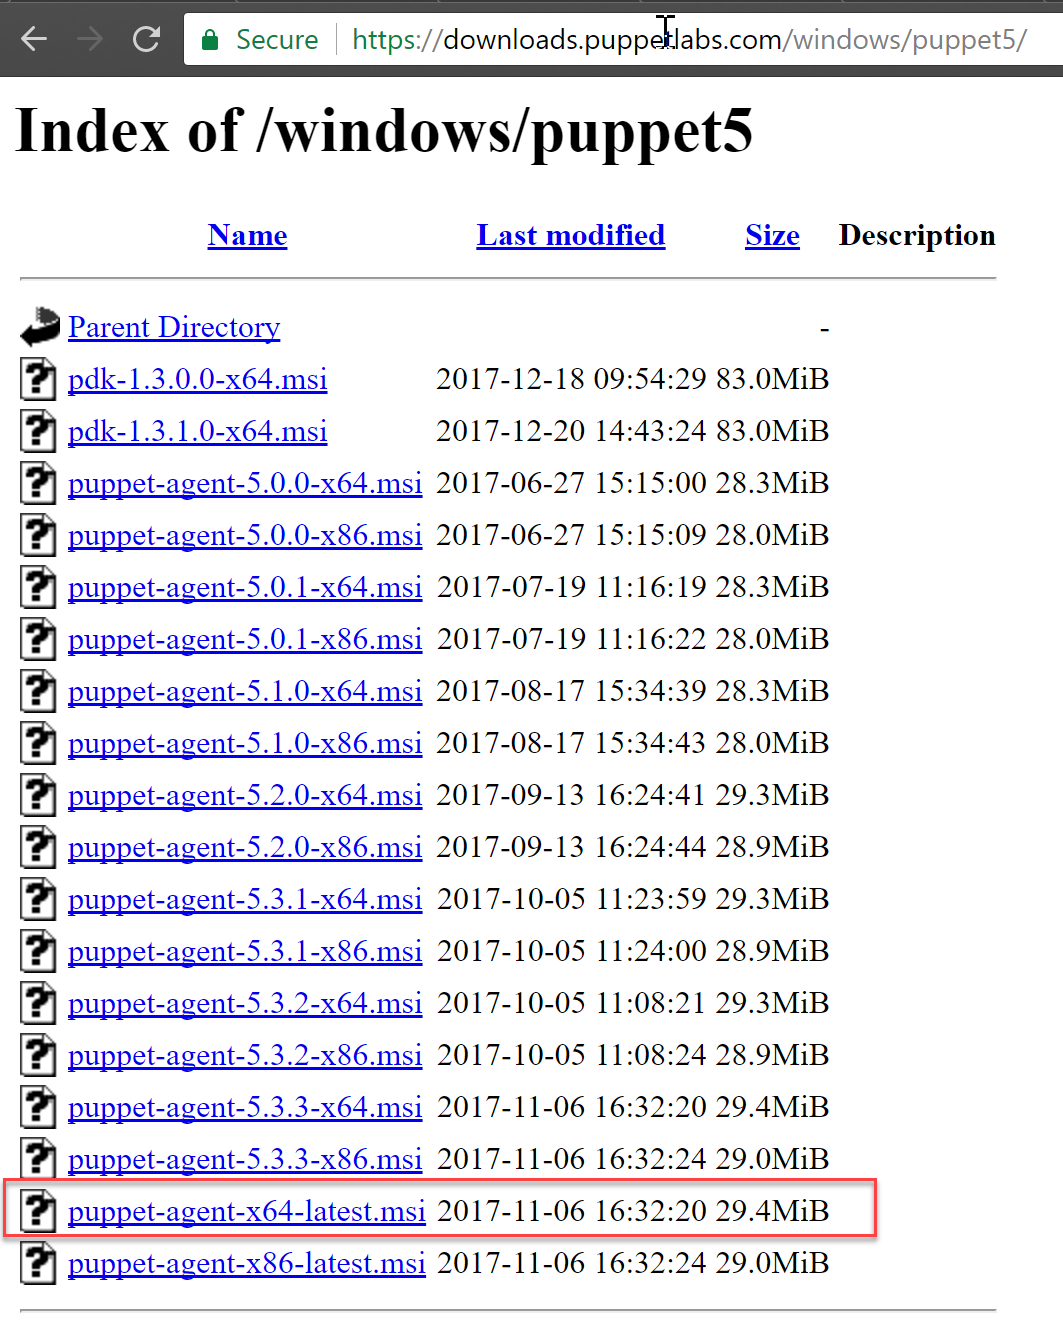 Secure https://downloads.puppetlabs.com/windows/puppet5/
Index of /windows/puppet5
Name Last modified Size Description
Parent Directory -
pdk-1.3.0.0-x64.msi 2017-12-18 09:54:29 83.0MiB
pdk-1.3.1.0-x64.msi 2017-12-20 14:43:24 83.0MiB
puppet-agent-5.0.0-x64.msi 2017-06-27 15:15:00 28.3MiB
puppet-agent-5.0.0-x86.msi 2017-06-27 15:15:09 28.0MiB
puppet-agent-5.0.1-x64.msi 2017-07-19 11:16:19 28.3MiB
puppet-agent-5.0.1-x86.msi 2017-07-19 11:16:22 28.0MiB
puppet-agent-5.1.0-x64.msi 2017-08-17 15:34:39 28.3MiB
puppet-agent-5.1.0-x86.msi 2017-08-17 15:34:43 28.0MiB
puppet-agent-5.2.0-x64.msi 2017-09-13 16:24:41 29.3MiB
puppet-agent-5.2.0-x86.msi 2017-09-13 16:24:44 28.9MiB
puppet-agent-5.3.1-x64.msi 2017-10-05 11:23:59 29.3MiB
puppet-agent-5.3.1-x86.msi 2017-10-05 11:24:00 28.9MiB
puppet-agent-5.3.2-x64.msi 2017-10-05 11:08:21 29.3MiB
puppet-agent-5.3.2-x86.msi 2017-10-05 11:08:24 28.9MiB
puppet-agent-5.3.3-x64.msi 2017-11-06 16:32:20 29.4MiB
puppet-agent-5.3.3-x86.msi 2017-11-06 16:32:24 29.0MiB
puppet-agent-x64-latest.msi 2017-11-06 16:32:20 29.4MiB
puppet-agent-x86-latest.msi 2017-11-06 16:32:24 29.0MiB